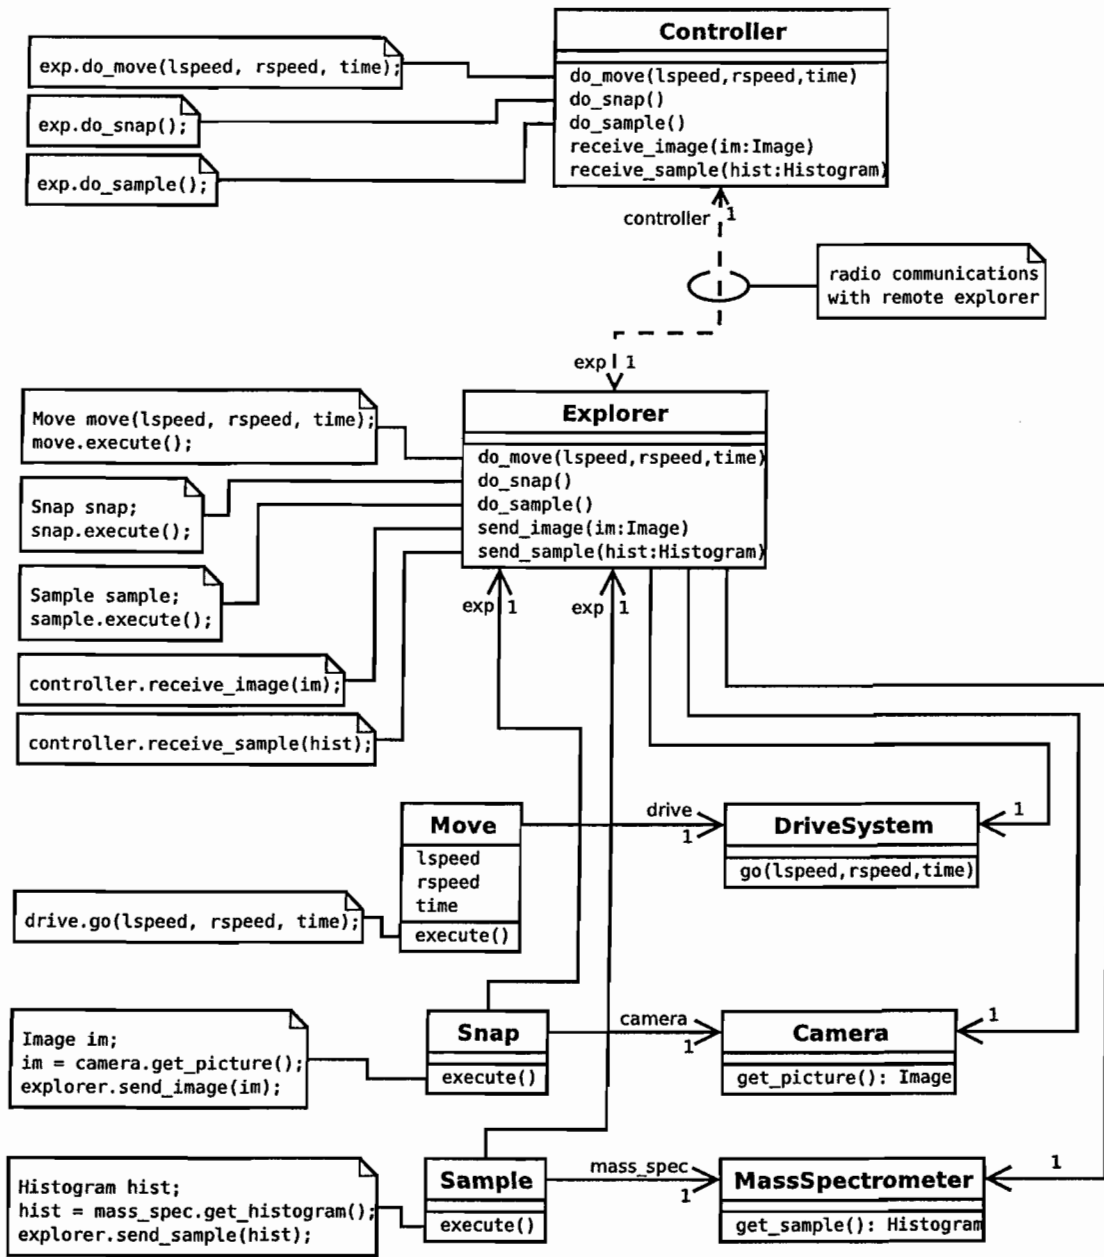 Controller
exp.do_move(lspeed, rspeed, time);
do_move(lspeed,rspeed,time)
do_snap()
exp.do_snap();
do_sample()
receive_image(im:Image)
exp.do_sample();
receive_sample(hist:Histogram)
controller 1
radio communications
with remote explorer
exp 1
Explorer
Move move(lspeed, rspeed, time);
move.execute();
do_move(lspeed,rspeed,time)
do_snap()
do_sample()
send_image(im:Image)
send_sample(hist:Histogram)
Snap snap;
snap.execute();
Sample sample;
sample.execute();
exp 1
exp 1
controller.receive_image(im);
controller.receive_sample(hist);
Move
lspeed
rspeed
time
execute()
drive
1
DriveSystem
go(lspeed,rspeed,time)
1
drive.go(lspeed, rspeed, time);
Image im;
im = camera.get_picture();
explorer.send_image(im);
Snap
execute()
camera
1
Camera
get_picture(): Image
1
Histogram hist;
hist = mass_spec.get_histogram();
explorer.send_sample(hist);
Sample
execute()
mass_spec
1
MassSpectrometer
get_sample(): Histogram
1